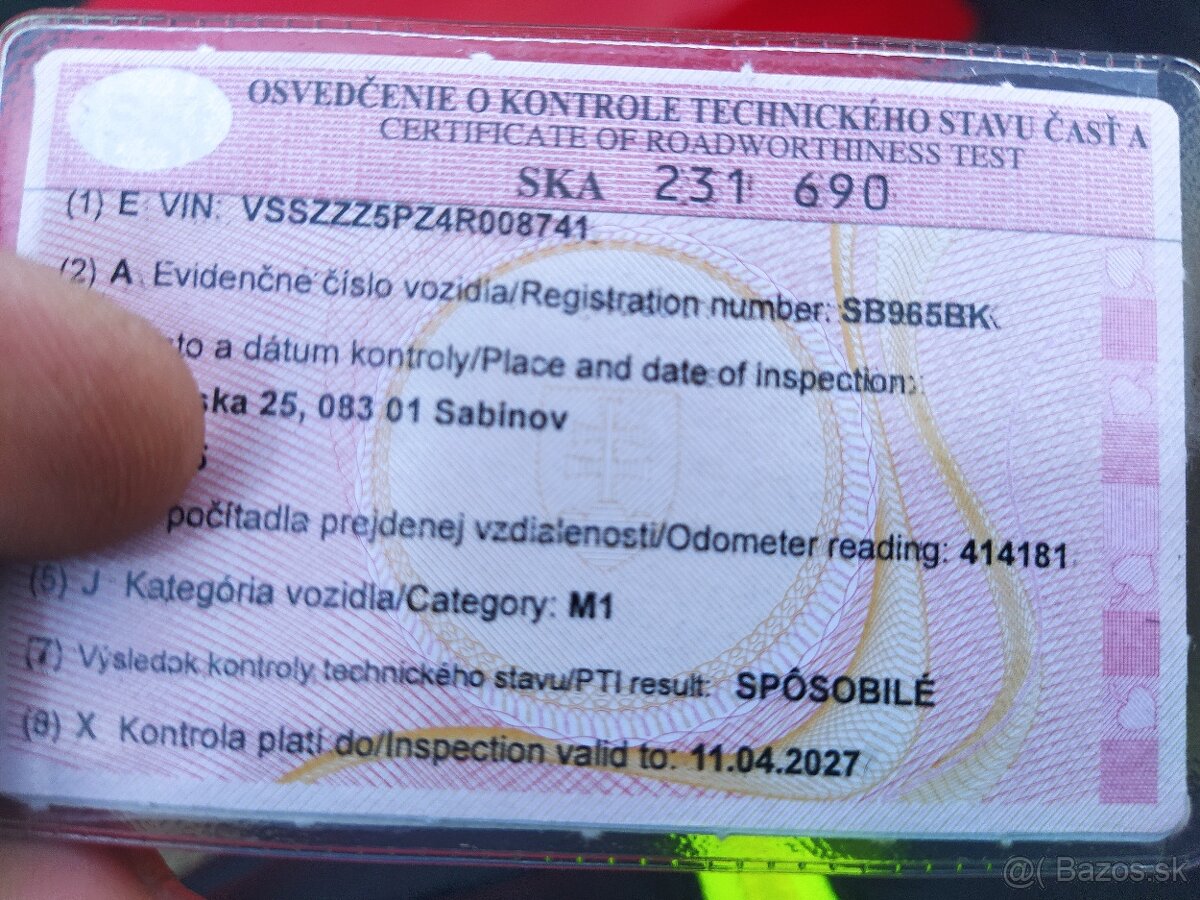 OSVEDČENIE O KONTROLE TECHNICKÉHO STAVU ČASŤ A
CERTIFICATE OF ROADWORTHINESS TEST
SKA 231 690
(1) E VIN: VSSZZZ5PZ4R008741
(2) A Evidenčné číslo vozidla/Registration number: SB965BK
to a dátum kontroly/Place and date of inspection:
ska 25, 083 01 Sabinov
počítadla prejdenej vzdialenosti/Odometer reading: 414181
(6) J Kategória vozidla/Category: M1
(7) Výsledok kontroly technického stavu/PTI result: SPÔSOBILÉ
(8) X Kontrola platí do/Inspection valid to: 11.04.2027
@( Bazos.sk